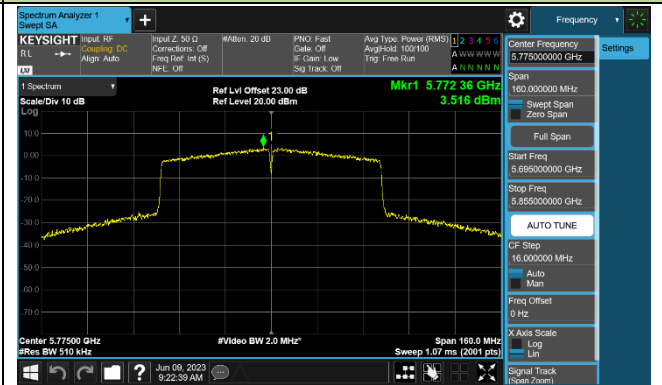 Spectrum Analyzer 1
Swept SA
+
Frequency
KEYSIGHT
RL
LXI
Input: RF
Coupling: DC
Align: Auto
Input Z: 50 Ω
Corrections: Off
Freq Ref: Int (S)
NFE: Off
#Atten: 20 dB
PNO: Fast
Gate: Off
IF Gain: Low
Sig Track: Off
Avg Type: Power (RMS)
Avg|Hold: 100/100
Trig: Free Run
1 2 3 4 5 6
A W W W W W
A N N N N N
Center Frequency
5.775000000 GHz
Settings
Span
160.000000 MHz
Swept Span
Zero Span
Full Span
Start Freq
5.695000000 GHz
Stop Freq
5.855000000 GHz
AUTO TUNE
CF Step
16.000000 MHz
Auto
Man
Freq Offset
0 Hz
X Axis Scale
Log
Lin
Signal Track
(Span Zoom)
1 Spectrum
Scale/Div 10 dB
Log
Ref Lvl Offset 23.00 dB
Ref Level 20.00 dBm
Mkr1 5.772 36 GHz
3.516 dBm
1
10.0
0.00
-10.0
-20.0
-30.0
-40.0
-50.0
-60.0
-70.0
Center 5.77500 GHz
#Res BW 510 kHz
#Video BW 2.0 MHz*
Span 160.0 MHz
Sweep 1.07 ms (2001 pts)
?
Jun 09, 2023
9:22:39 AM